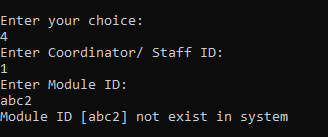 Enter your choice:
4
Enter Coordinator/ Staff ID:
1
Enter Module ID:
abc2
Module ID [abc2] not exist in system